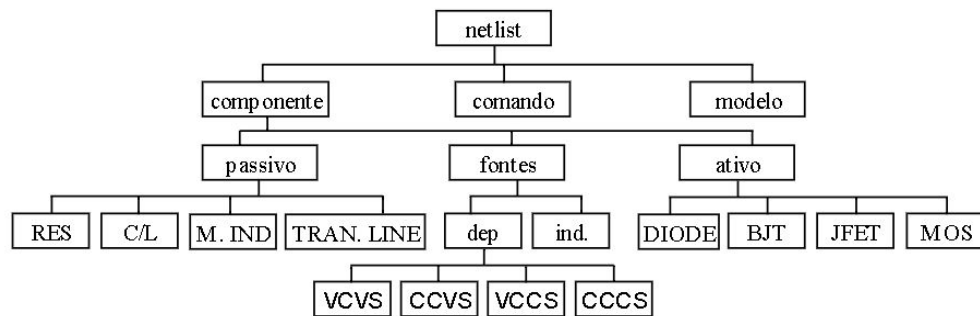 netlist
componente
comando
modelo
passivo
fontes
ativo
RES
C/L
M. IND
TRAN. LINE
dep
ind.
DIODE
BJT
JFET
MOS
VCVS
CCVS
VCCS
CCCS